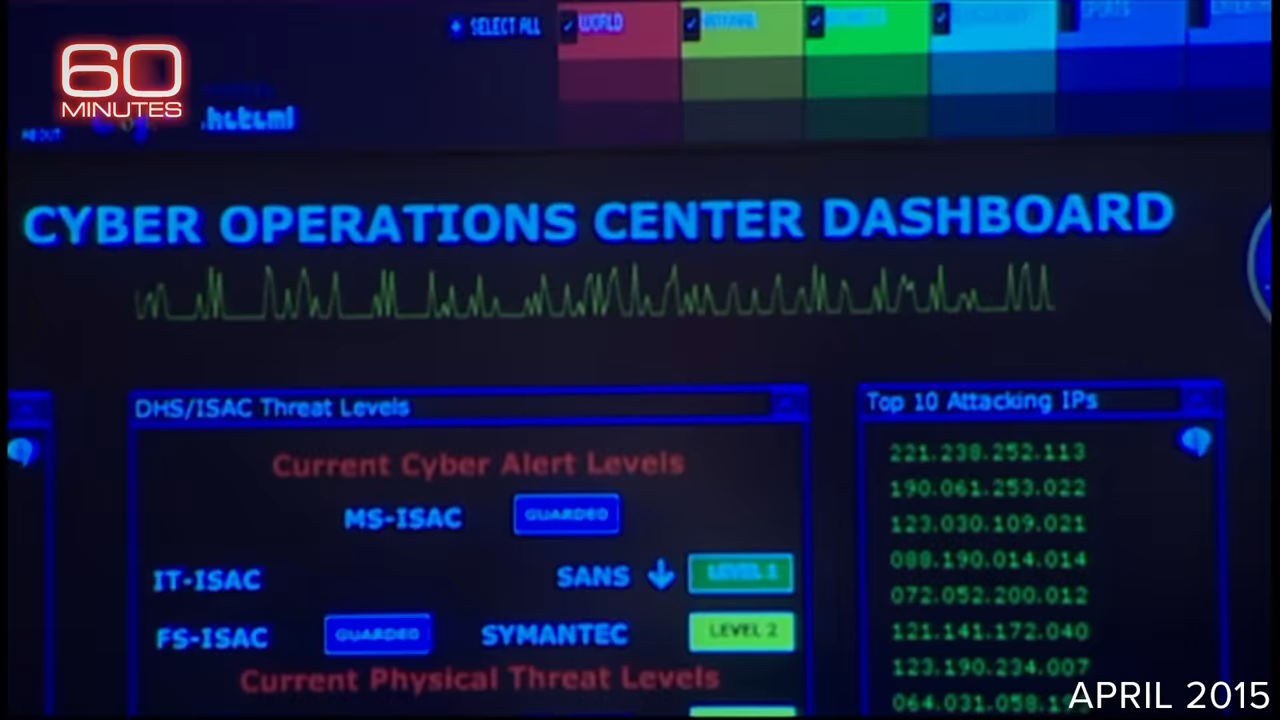 SELECT ALL
WORLD
60
MINUTES
ABOUT
CYBER OPERATIONS CENTER DASHBOARD
DHS/ISAC Threat Levels
Top 10 Attacking IPs
Current Cyber Alert Levels
MS-ISAC GUARDED
IT-ISAC SANS LEVEL 1
FS-ISAC GUARDED SYMANTEC LEVEL 2
Current Physical Threat Levels
221.238.252.113
190.061.253.022
123.030.109.021
088.190.014.014
072.052.200.012
121.141.172.040
123.190.234.007
APRIL 2015